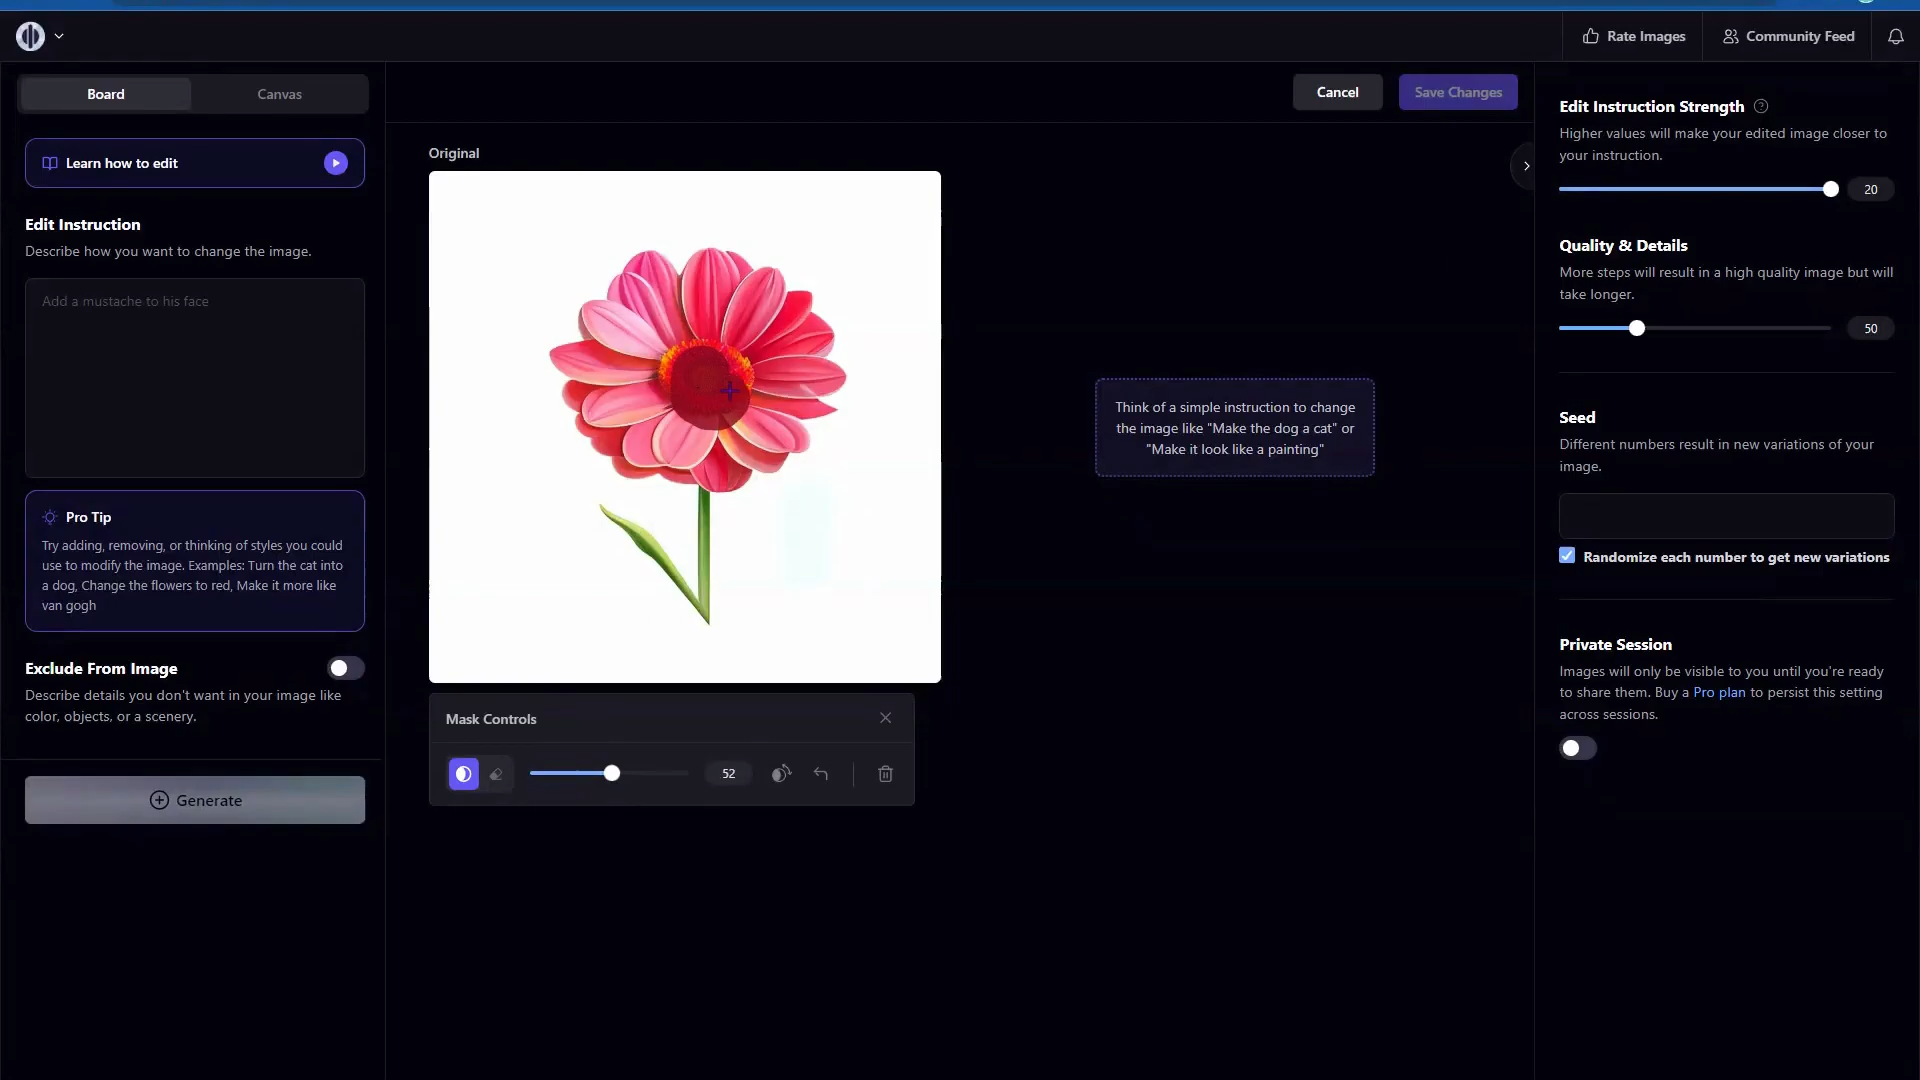 Rate Images
Community Feed
Board
Canvas
Learn how to edit
Edit Instruction
Describe how you want to change the image.
Add a mustache to his face
Pro Tip
Try adding, removing, or thinking of styles you could
use to modify the image. Examples: Turn the cat into
a dog, Change the flowers to red, Make it more like
van gogh
Exclude From Image
Describe details you don't want in your image like
color, objects, or a scenery.
Generate
Cancel
Save Changes
Original
Mask Controls
52
Think of a simple instruction to change
the image like "Make the dog a cat" or
"Make it look like a painting"
Edit Instruction Strength
Higher values will make your edited image closer to
your instruction.
20
Quality & Details
More steps will result in a high quality image but will
take longer.
50
Seed
Different numbers result in new variations of your
image.
Randomize each number to get new variations
Private Session
Images will only be visible to you until you're ready
to share them. Buy a Pro plan to persist this setting
across sessions.